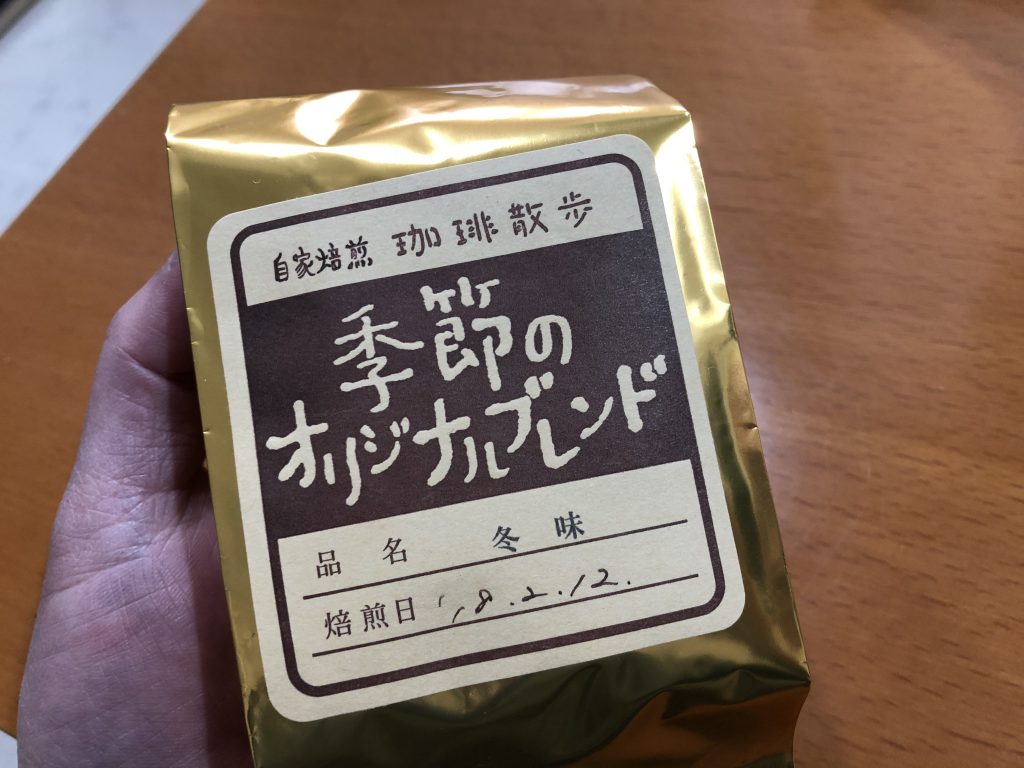 自家焙煎 珈琲散歩
季節の
オリジナルブレンド
品名 冬味
焙煎日 '18.2.12.